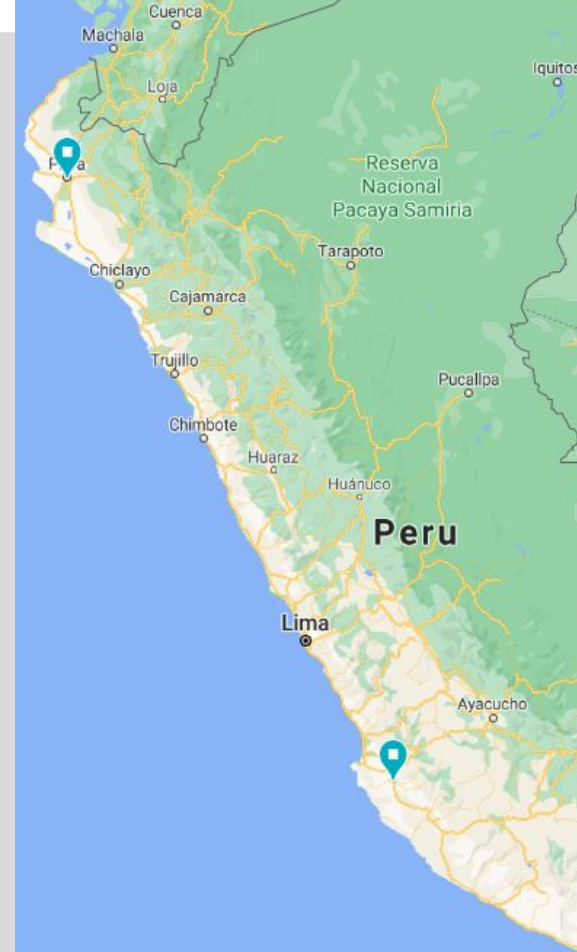 Cuenca
Machala
Iquitos
Loja
Reserva
Nacional
Pacaya Samiria
Tarapoto
Chiclayo
Cajamarca
Trujillo
Pucallpa
Chimbote
Huaraz
Huánuco
Peru
Lima
Ayacucho